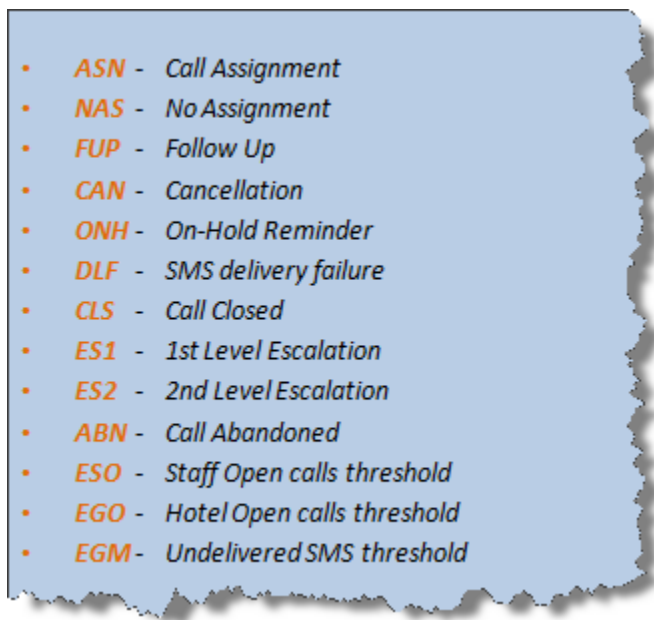 • ASN - Call Assignment
• NAS - No Assignment
• FUP - Follow Up
• CAN - Cancellation
• ONH - On-Hold Reminder
• DLF - SMS delivery failure
• CLS - Call Closed
• ES1 - 1st Level Escalation
• ES2 - 2nd Level Escalation
• ABN - Call Abandoned
• ESO - Staff Open calls threshold
• EGO - Hotel Open calls threshold
• EGM - Undelivered SMS threshold